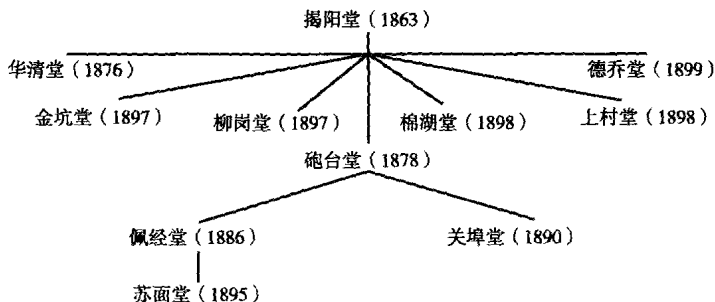 揭阳堂（1863）
华清堂（1876） 德乔堂（1899）
金坑堂（1897） 柳岗堂（1897） 棉湖堂（1898） 上村堂（1898）
砲台堂（1878）
佩经堂（1886） 关埠堂（1890）
苏面堂（1895）